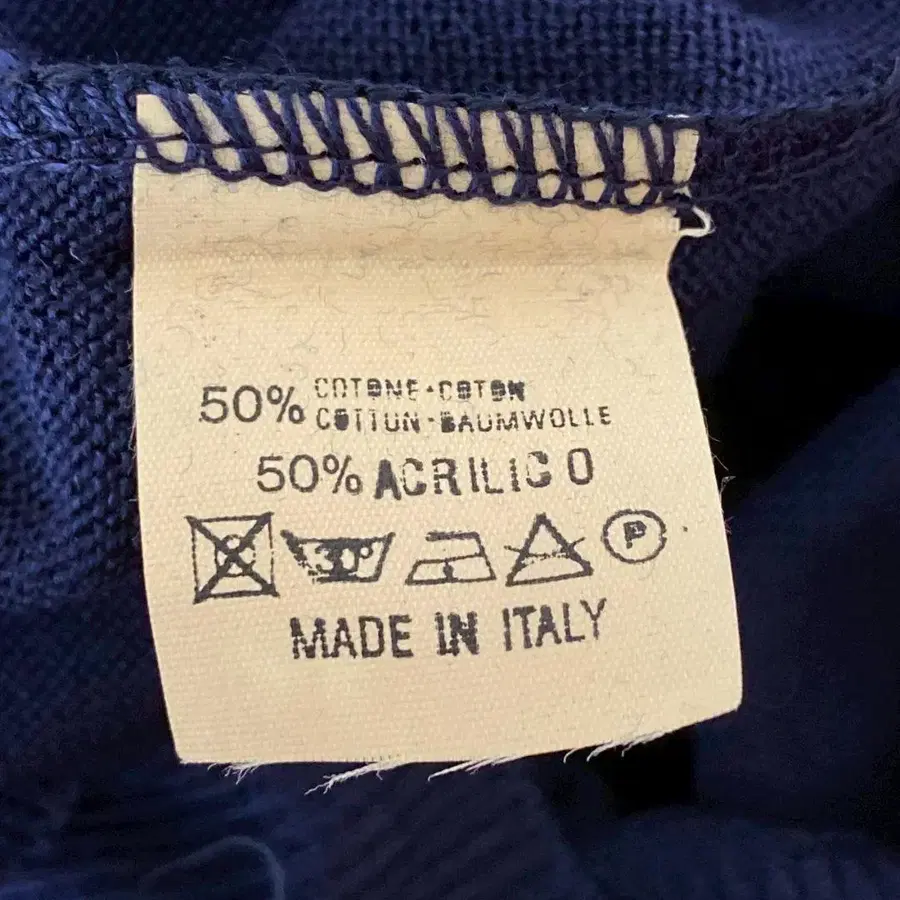 50% COTONE·COTON
COTTON·BAUMWOLLE
50% ACRILICO
30°
P
MADE IN ITALY